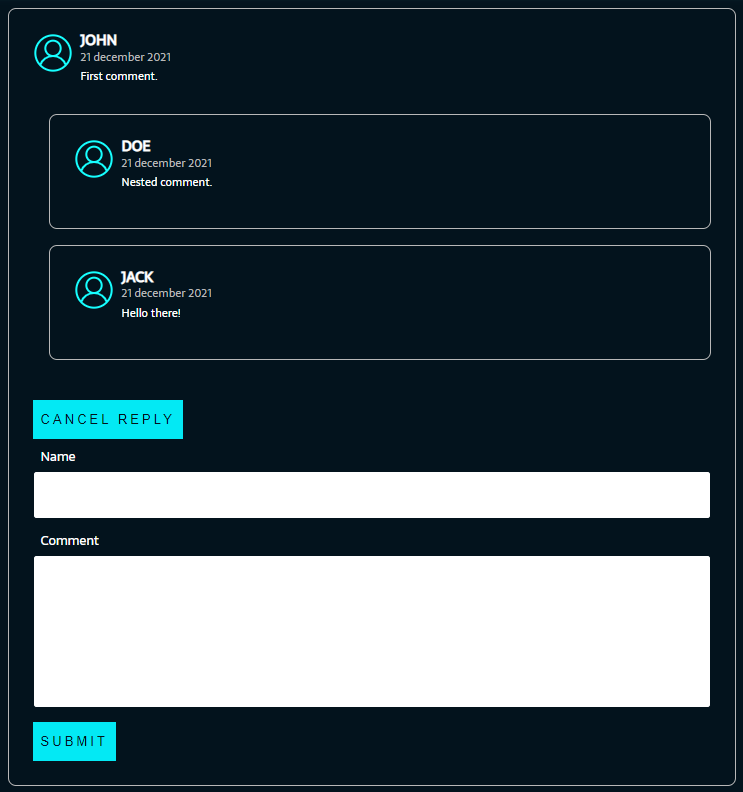 JOHN
21 december 2021
First comment.
DOE
21 december 2021
Nested comment.
JACK
21 december 2021
Hello there!
CANCEL REPLY
Name
Comment
SUBMIT